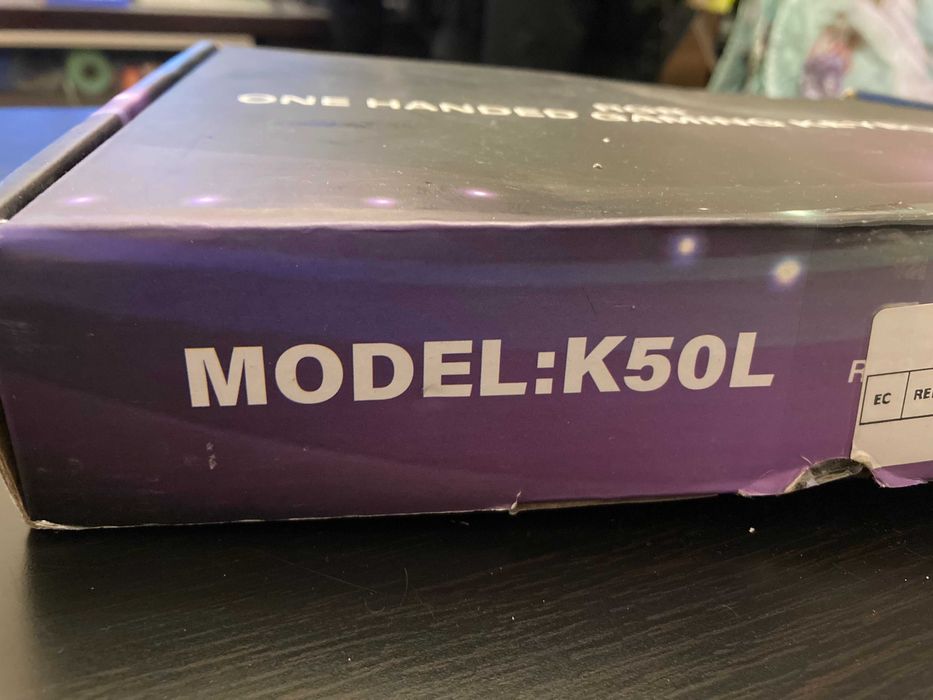 RGB
ONE HANDED GAMING
MODEL:K50L
EC